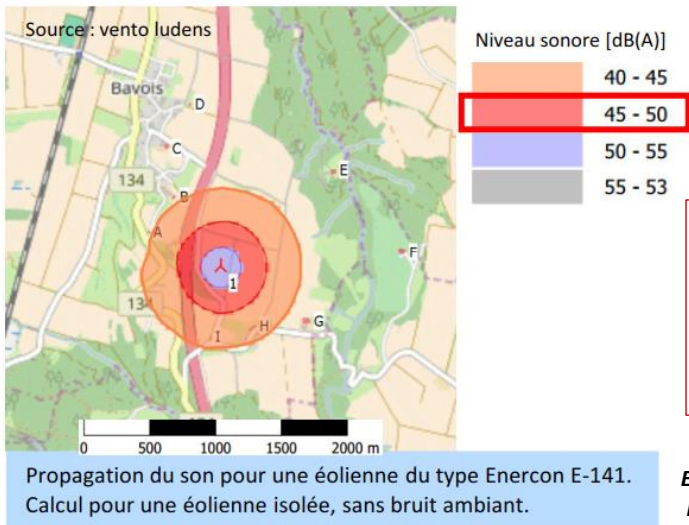 Source : vento ludens
Niveau sonore [dB(A)]
40 - 45
45 - 50
50 - 55
55 - 53
Bavois
D
C
E
134
B
A
F
1
134
H
G
I
0 500 1000 1500 2000 m
Propagation du son pour une éolienne du type Enercon E-141.
Calcul pour une éolienne isolée, sans bruit ambiant.